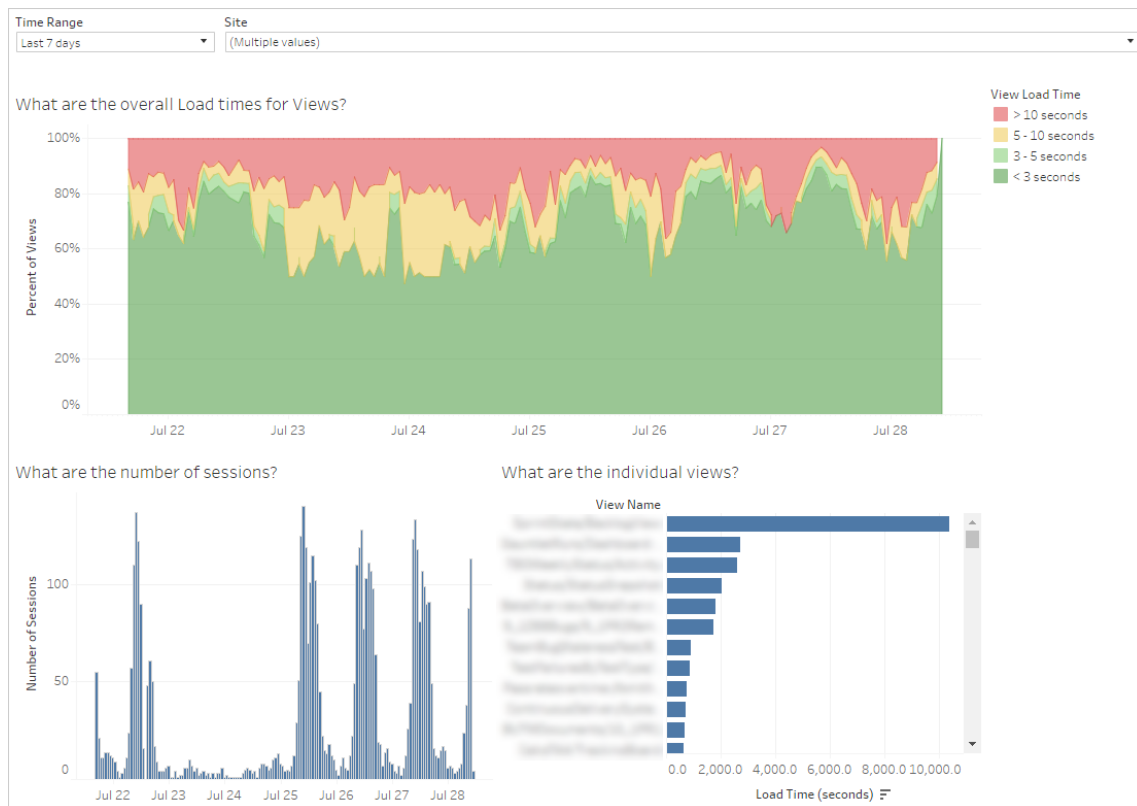 Time Range
Site
Last 7 days
(Multiple values)
What are the overall Load times for Views?
View Load Time
> 10 seconds
5 - 10 seconds
3 - 5 seconds
< 3 seconds
Percent of Views
100%
80%
60%
40%
20%
0%
Jul 22
Jul 23
Jul 24
Jul 25
Jul 26
Jul 27
Jul 28
What are the number of sessions?
Number of Sessions
100
50
0
Jul 22
Jul 23
Jul 24
Jul 25
Jul 26
Jul 27
Jul 28
What are the individual views?
View Name
0.0
2,000.0
4,000.0
6,000.0
8,000.0
10,000.0
Load Time (seconds)